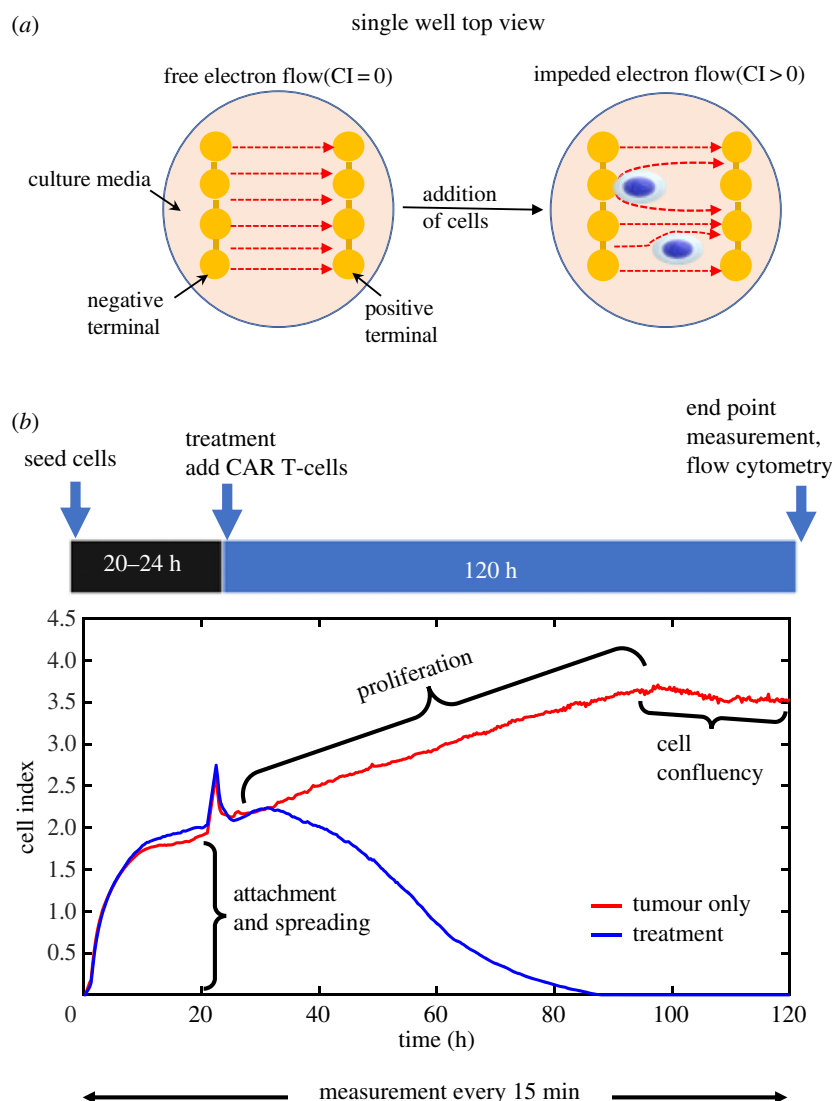 (a)
single well top view
free electron flow(CI = 0)
impeded electron flow(CI > 0)
culture media
addition
of cells
negative
terminal
positive
terminal
(b)
seed cells
treatment
add CAR T-cells
end point
measurement,
flow cytometry
20–24 h
120 h
4.5
4.0
3.5
3.0
2.5
2.0
1.5
1.0
0.5
cell index
proliferation
cell
confluency
attachment
and spreading
tumour only
treatment
0 20 40 60 80 100 120
time (h)
measurement every 15 min